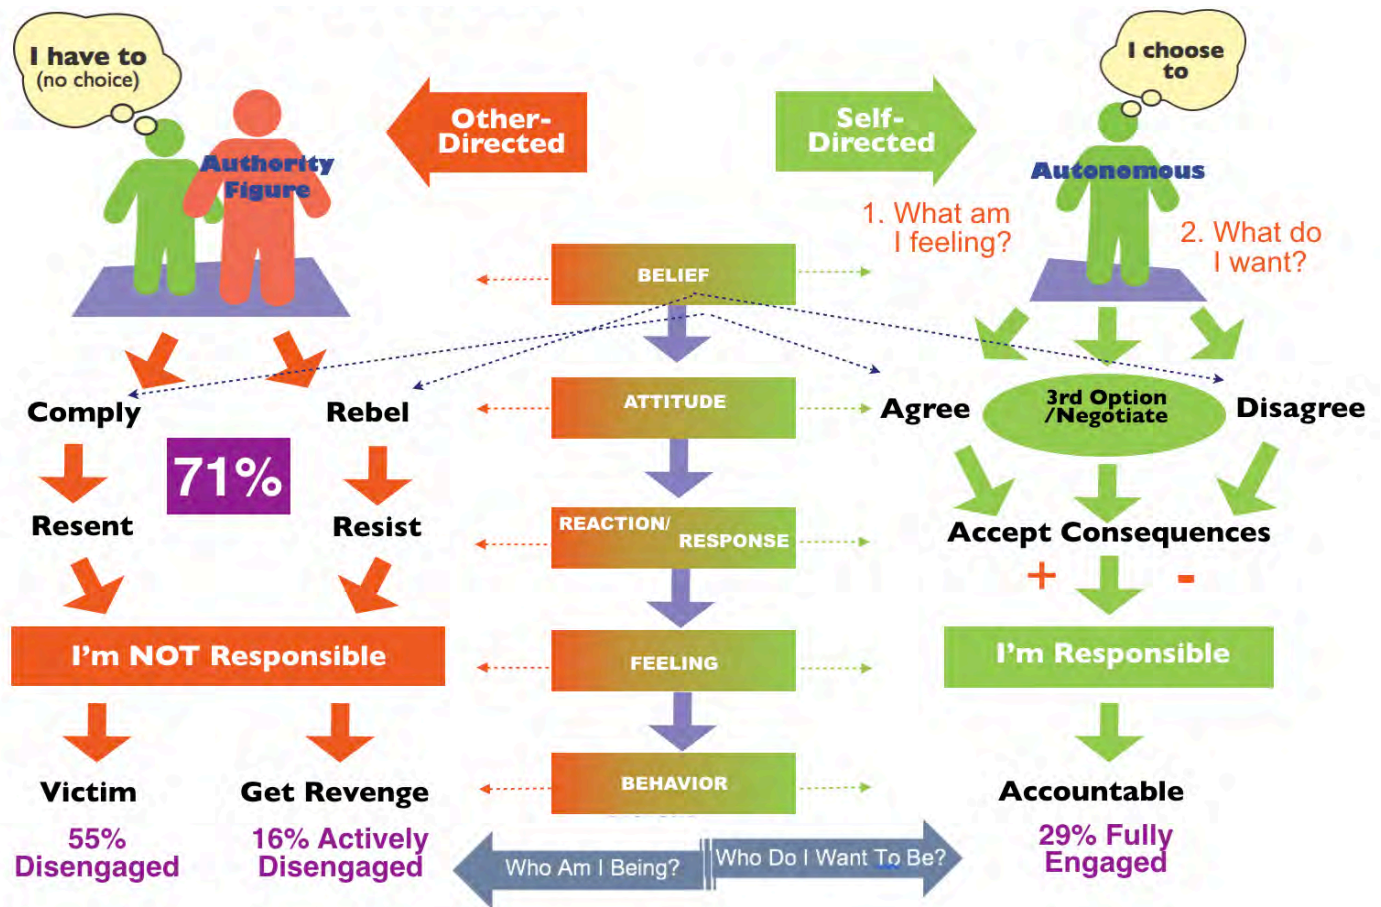 I have to
(no choice)
Authority
Figure
Other-
Directed
Self-
Directed
I choose
to
Autonomous
1. What am
I feeling?
2. What do
I want?
BELIEF
Comply
Rebel
ATTITUDE
Agree
3rd Option
/Negotiate
Disagree
71%
Resent
Resist
REACTION/
RESPONSE
Accept Consequences
+ -
I'm NOT Responsible
FEELING
I'm Responsible
Victim
Get Revenge
BEHAVIOR
Accountable
55%
Disengaged
16% Actively
Disengaged
Who Am I Being?
Who Do I Want To Be?
29% Fully
Engaged